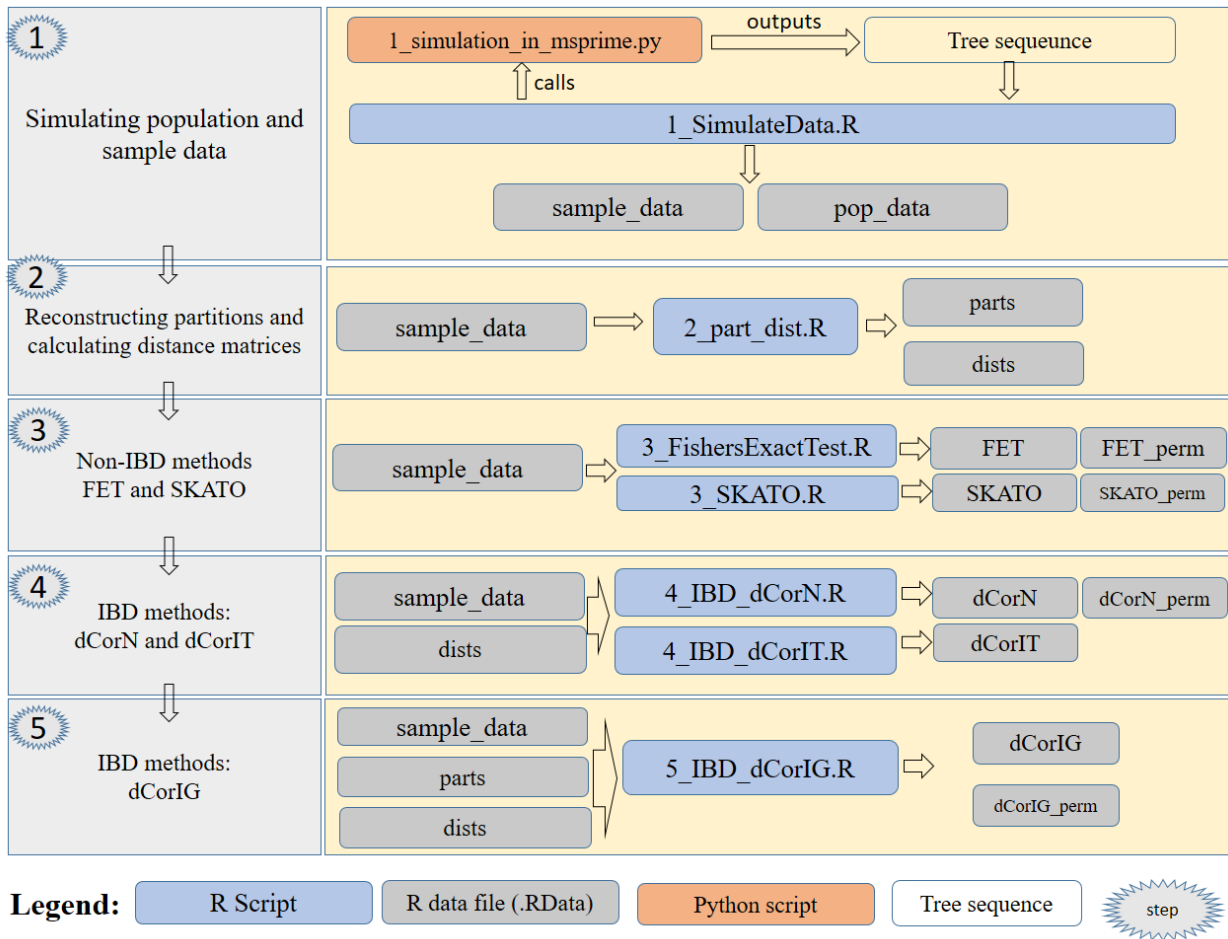 1
Simulating population and
sample data
1_simulation_in_msprime.py
outputs
Tree sequeunce
calls
1_SimulateData.R
sample_data
pop_data
2
Reconstructing partitions and
calculating distance matrices
sample_data
2_part_dist.R
parts
dists
3
Non-IBD methods
FET and SKATO
sample_data
3_FishersExactTest.R
FET
FET_perm
3_SKATO.R
SKATO
SKATO_perm
4
IBD methods:
dCorN and dCorIT
sample_data
dists
4_IBD_dCorN.R
dCorN
dCorN_perm
4_IBD_dCorIT.R
dCorIT
5
IBD methods:
dCorIG
sample_data
parts
dists
5_IBD_dCorIG.R
dCorIG
dCorIG_perm
Legend:
R Script
R data file (.RData)
Python script
Tree sequence
step